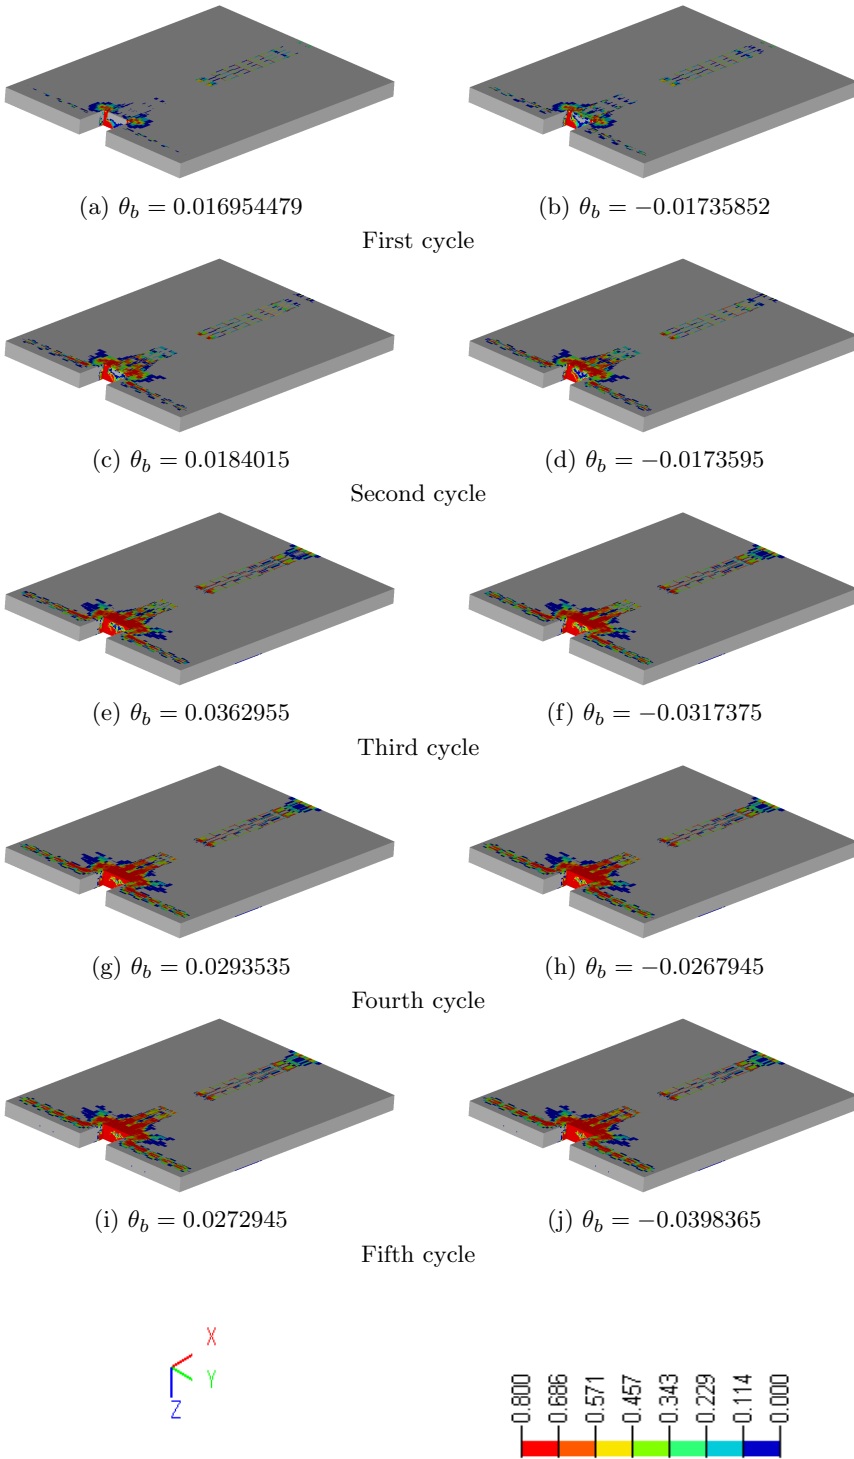 (a) θ_b = 0.016954479 (b) θ_b = −0.01735852
First cycle
(c) θ_b = 0.0184015 (d) θ_b = −0.0173595
Second cycle
(e) θ_b = 0.0362955 (f) θ_b = −0.0317375
Third cycle
(g) θ_b = 0.0293535 (h) θ_b = −0.0267945
Fourth cycle
(i) θ_b = 0.0272945 (j) θ_b = −0.0398365
Fifth cycle
X
Y
Z
0.800
0.686
0.571
0.457
0.343
0.229
0.114
0.000